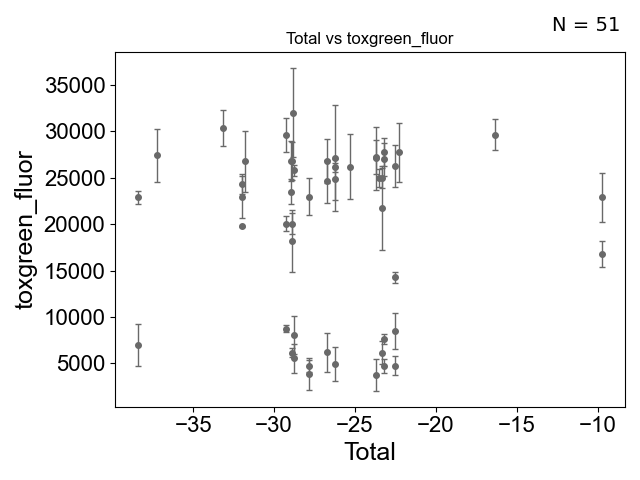 N = 51
Total vs toxgreen_fluor
35000
30000
25000
20000
15000
10000
5000
toxgreen_fluor
−35 −30 −25 −20 −15 −10
Total